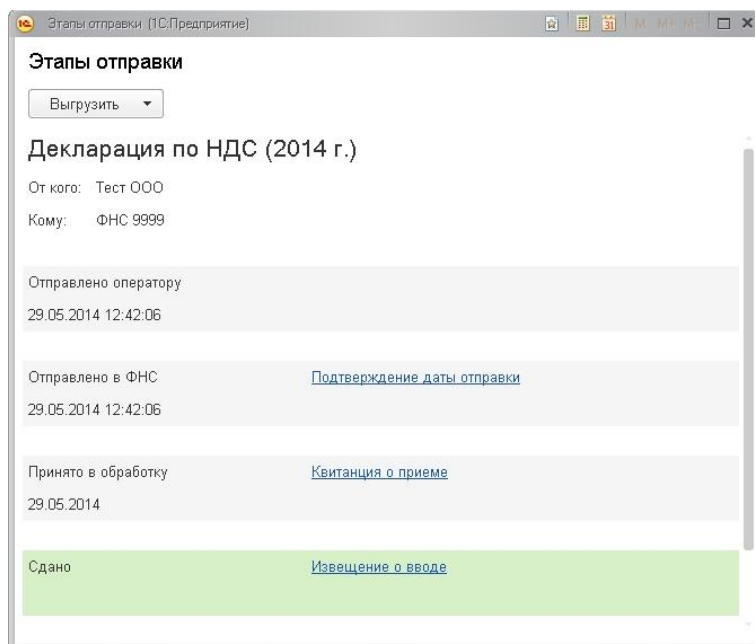 Этапы отправки (1С:Предприятие)
31 M M+ M-
Этапы отправки
Выгрузить
Декларация по НДС (2014 г.)
От кого: Тест ООО
Кому: ФНС 9999
Отправлено оператору
29.05.2014 12:42:06
Отправлено в ФНС Подтверждение даты отправки
29.05.2014 12:42:06
Принято в обработку Квитанция о приеме
29.05.2014
Сдано Извещение о вводе